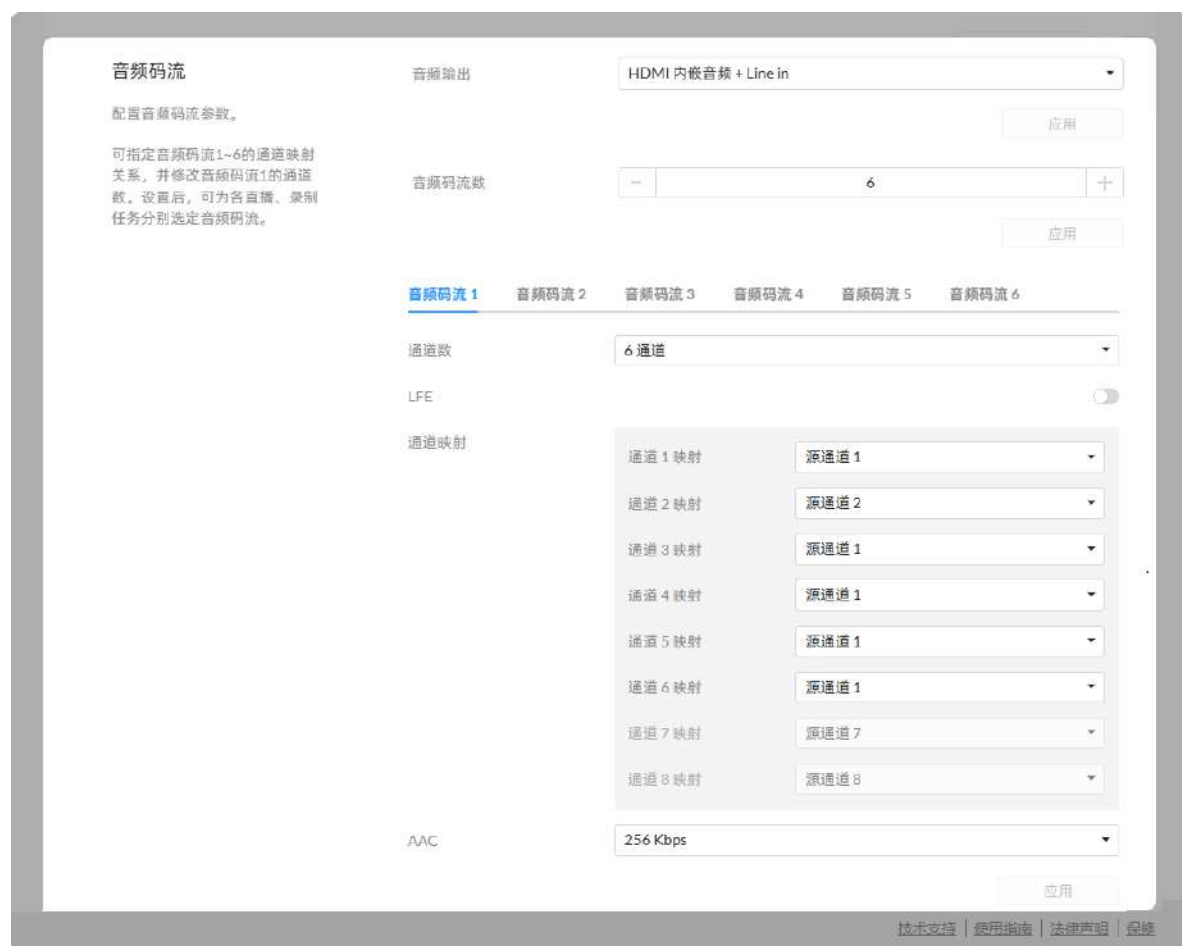 音频码流
配置音频码流参数。
可指定音频码流1~6的通道映射
关系，并修改音频码流1的通道
数。设置后，可为各直播、录制
任务分别选定音频码流。
音频输出
HDMI 内嵌音频 + Line in
应用
音频码流数
− 6 +
应用
音频码流 1 音频码流 2 音频码流 3 音频码流 4 音频码流 5 音频码流 6
通道数 6 通道
LFE
通道映射
通道 1 映射 源通道 1
通道 2 映射 源通道 2
通道 3 映射 源通道 1
通道 4 映射 源通道 1
通道 5 映射 源通道 1
通道 6 映射 源通道 1
通道 7 映射 源通道 7
通道 8 映射 源通道 8
AAC 256 Kbps
应用
技术支持 | 使用指南 | 法律声明 | 保修